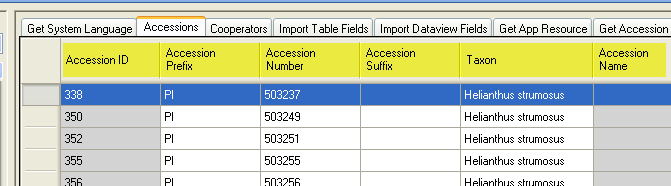 Get System Language Accessions Cooperators Import Table Fields Import Dataview Fields Get App Resource Get Accession
Accession ID Accession Prefix Accession Number Accession Suffix Taxon Accession Name
338 PI 503237 Helianthus strumosus
350 PI 503249 Helianthus strumosus
352 PI 503251 Helianthus strumosus
355 PI 503255 Helianthus strumosus
356 PI 503256 Helianthus strumosus